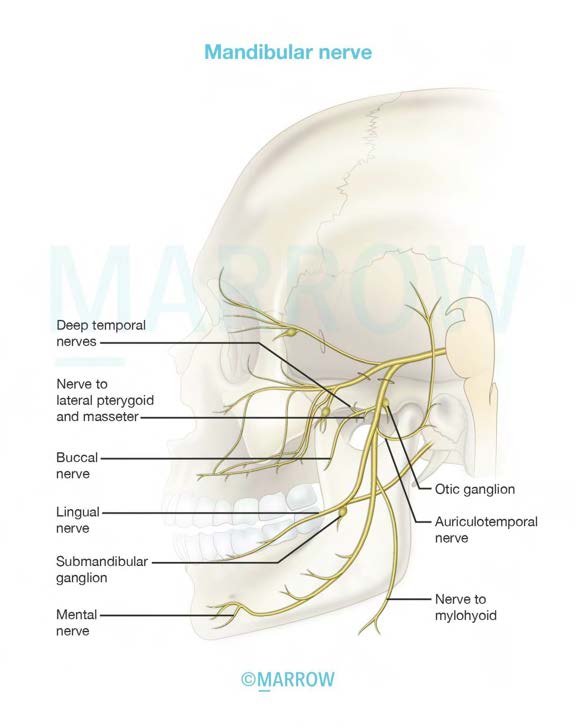 Mandibular nerve
MARROW
Deep temporal
nerves
Nerve to
lateral pterygoid
and masseter
Buccal
nerve
Lingual
nerve
Submandibular
ganglion
Mental
nerve
Otic ganglion
Auriculotemporal
nerve
Nerve to
mylohyoid
©MARROW